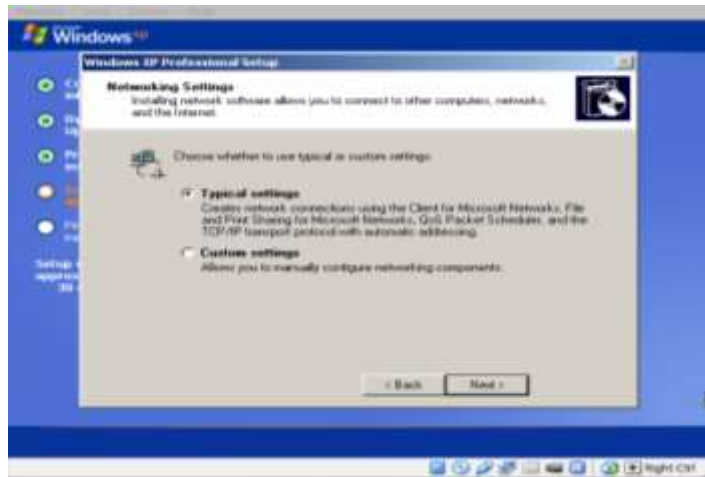 Windows xp
Windows XP Professional Setup
Networking Settings
Installing network software allows you to connect to other computers, networks,
and the Internet.
Choose whether to use typical or custom settings:
Typical settings
Creates network connections using the Client for Microsoft Networks, File
and Print Sharing for Microsoft Networks, QoS Packet Scheduler, and the
TCP/IP transport protocol with automatic addressing.
Custom settings
Allows you to manually configure networking components.
Setup
< Back
Next >
Right Ctrl